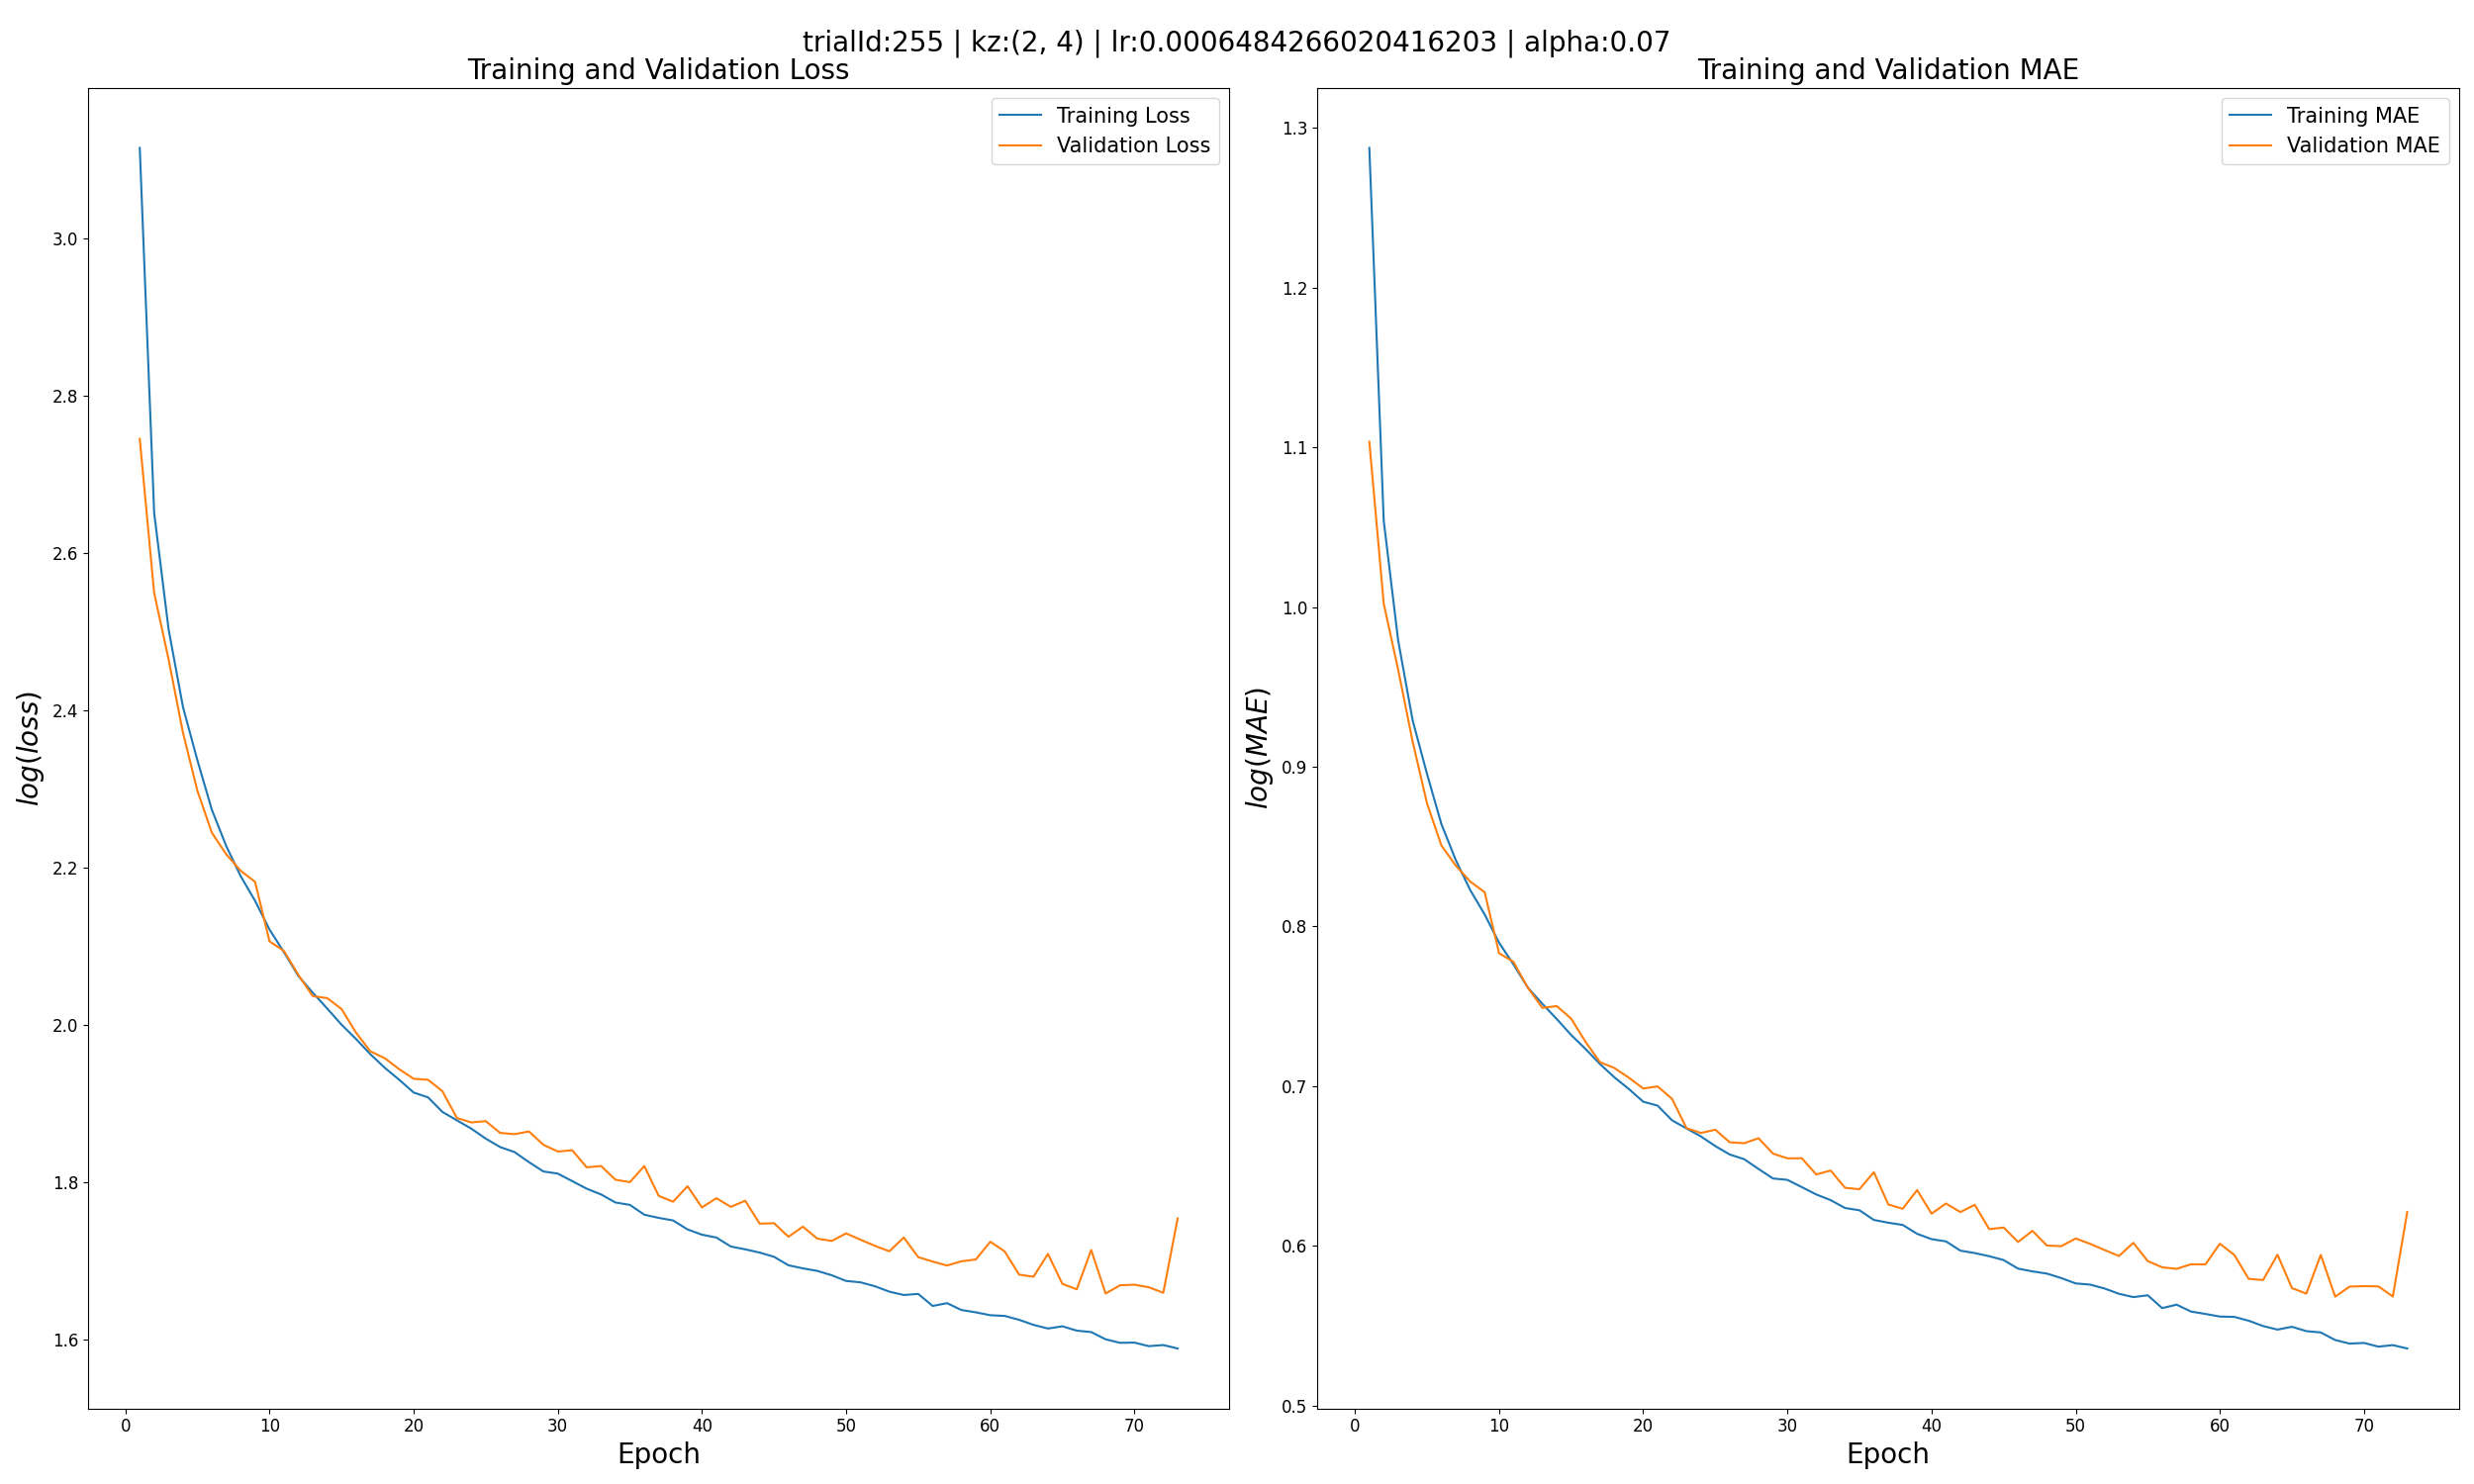 trialId:255 | kz:(2, 4) | lr:0.0006484266020416203 | alpha:0.07
Training and Validation Loss
Training Loss
Validation Loss
3.0
2.8
2.6
2.4
2.2
2.0
1.8
1.6
log(loss)
0 10 20 30 40 50 60 70
Epoch
Training and Validation MAE
Training MAE
Validation MAE
1.3
1.2
1.1
1.0
0.9
0.8
0.7
0.6
0.5
log(MAE)
0 10 20 30 40 50 60 70
Epoch